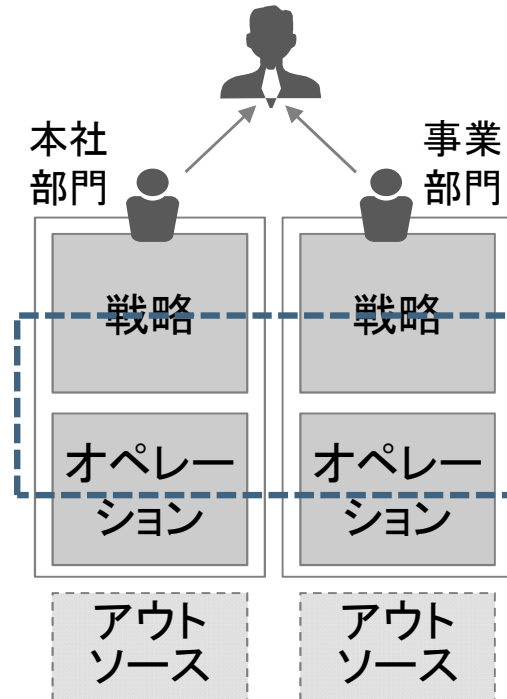 本社
部門
事業
部門
戦略
戦略
オペレー
ション
オペレー
ション
アウト
ソース
アウト
ソース